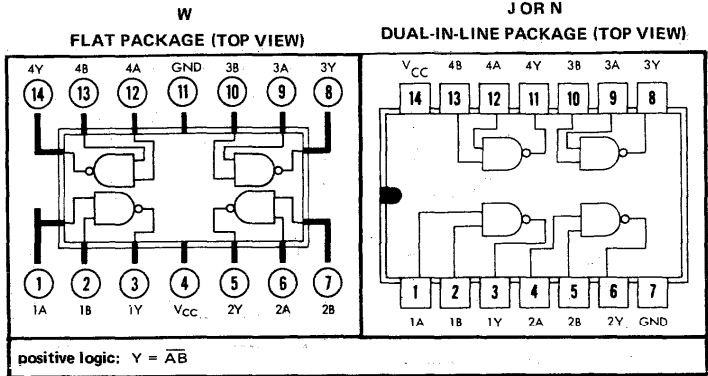 W
FLAT PACKAGE (TOP VIEW)
4Y 4B 4A GND 3B 3A 3Y
14 13 12 11 10 9 8
1 2 3 4 5 6 7
1A 1B 1Y VCC 2Y 2A 2B
J OR N
DUAL-IN-LINE PACKAGE (TOP VIEW)
VCC 4B 4A 4Y 3B 3A 3Y
14 13 12 11 10 9 8
1 2 3 4 5 6 7
1A 1B 1Y 2A 2B 2Y GND
positive logic: Y = A̅B̅